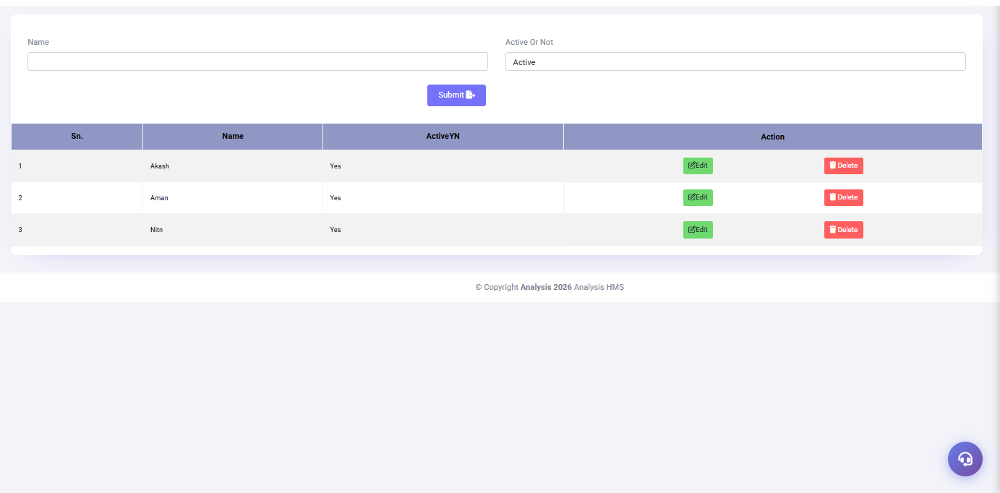 Name Active Or Not
Active
Submit
Sn. Name ActiveYN Action
1 Akash Yes Edit Delete
2 Aman Yes Edit Delete
3 Nitn Yes Edit Delete
© Copyright Analysis 2026 Analysis HMS